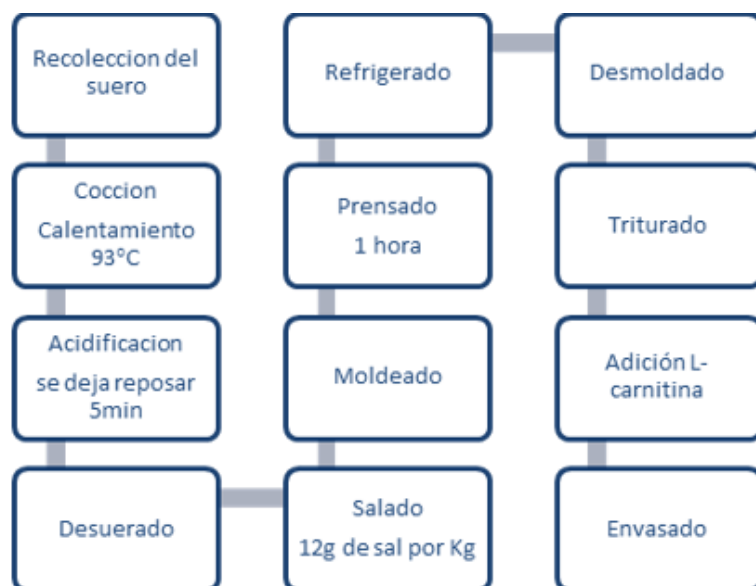 Recoleccion del
suero
Coccion
Calentamiento
93°C
Acidificacion
se deja reposar
5min
Desuerado
Salado
12g de sal por Kg
Moldeado
Prensado
1 hora
Refrigerado
Desmoldado
Triturado
Adición L-
carnitina
Envasado